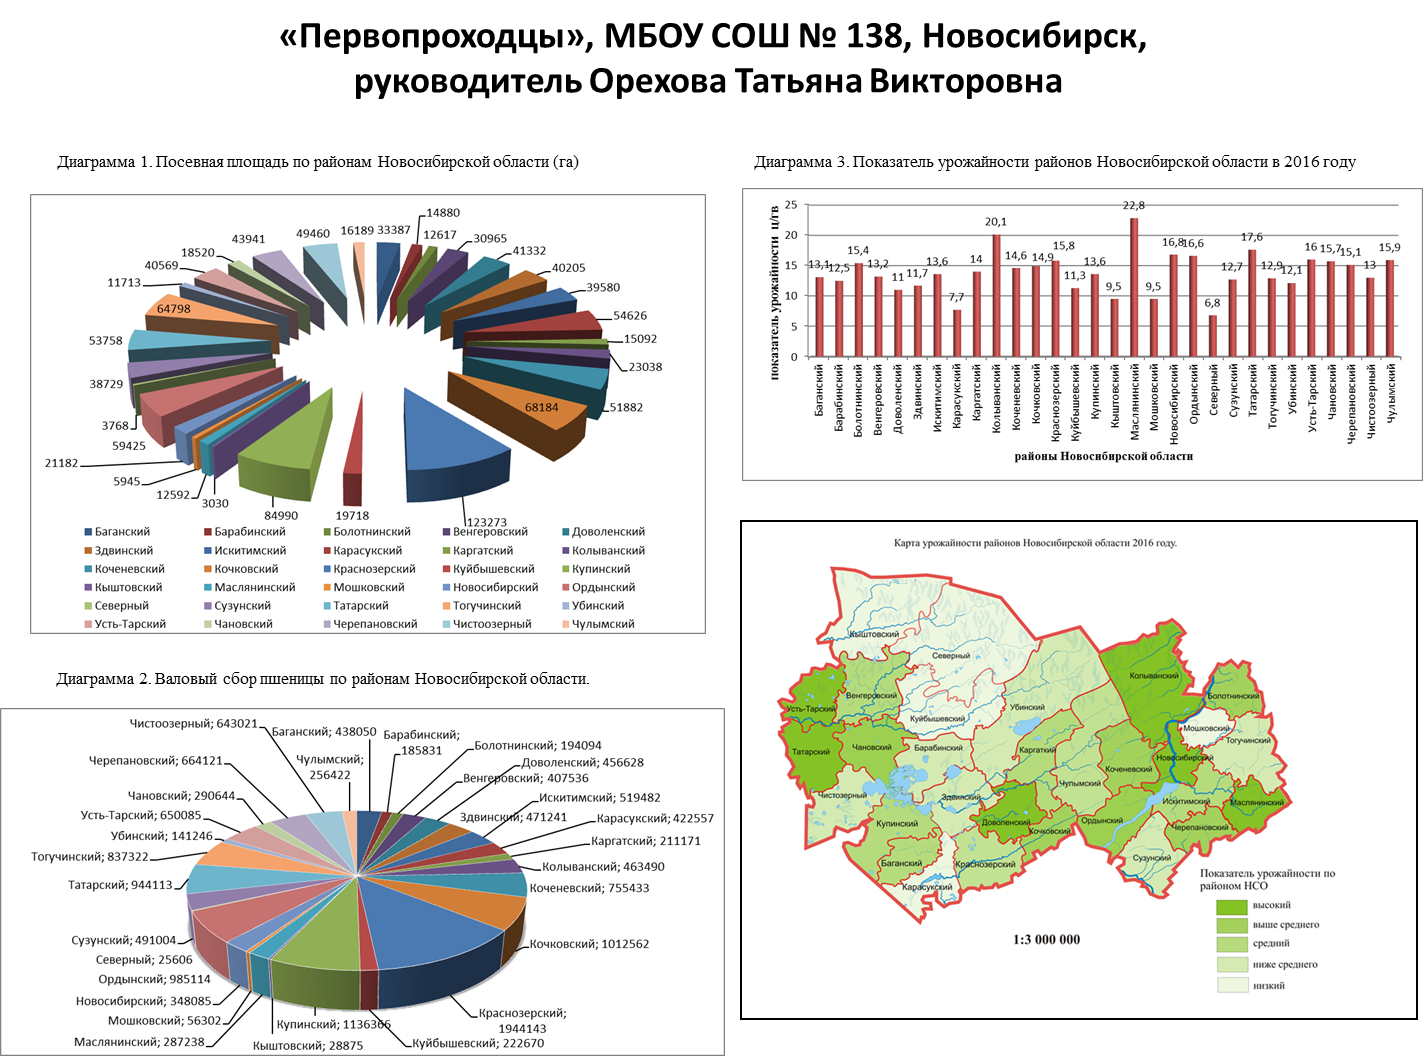 «Первопроходцы», МБОУ СОШ № 138, Новосибирск,
руководитель Орехова Татьяна Викторовна
Диаграмма 1. Посевная площадь по районам Новосибирской области (га)
33387
14880
12617
30965
41332
40205
39580
54626
15092
23038
51882
68184
123273
19718
84990
3030
12592
5945
21182
59425
3768
38729
53758
64798
11713
40569
18520
43941
49460
16189
Баганский Барабинский Болотнинский Венгеровский Доволенский
Здвинский Искитимский Карасукский Каргатский Колыванский
Коченевский Кочковский Краснозерский Куйбышевский Купинский
Кыштовский Маслянинский Мошковский Новосибирский Ордынский
Северный Сузунский Татарский Тогучинский Убинский
Усть-Тарский Чановский Черепановский Чистоозерный Чулымский
Диаграмма 2. Валовый сбор пшеницы по районам Новосибирской области.
Баганский; 438050
Барабинский;
185831
Болотнинский; 194094
Доволенский; 456628
Венгеровский; 407536
Искитимский; 519482
Здвинский; 471241
Карасукский; 422557
Каргатский; 211171
Колыванский; 463490
Коченевский; 755433
Кочковский; 1012562
Краснозерский;
1944143
Куйбышевский; 222670
Купинский; 1136366
Кыштовский; 28875
Маслянинский; 287238
Мошковский; 56302
Новосибирский; 348085
Ордынский; 985114
Северный; 25606
Сузунский; 491004
Татарский; 944113
Тогучинский; 837322
Убинский; 141246
Усть-Тарский; 650085
Чановский; 290644
Черепановский; 664121
Чистоозерный; 643021
Чулымский;
256422
Диаграмма 3. Показатель урожайности районов Новосибирской области в 2016 году
показатель урожайности ц/гв
25
20
15
10
5
0
13,1 12,5 15,4 13,2 11 11,7 13,6 7,7 14 20,1 14,6 14,9 15,8 11,3 13,6 9,5 22,8 9,5 16,8 16,6 6,8 12,7 17,6 12,9 12,1 16 15,7 15,1 13 15,9
Баганский Барабинский Болотнинский Венгеровский Доволенский Здвинский Искитимский Карасукский Каргатский Колыванский Коченевский Кочковский Краснозерский Куйбышевский Купинский Кыштовский Маслянинский Мошковский Новосибирский Ордынский Северный Сузунский Татарский Тогучинский Убинский Усть-Тарский Чановский Черепановский Чистоозерный Чулымский
районы Новосибирской области
Карта урожайности районов Новосибирской области 2016 году.
Кыштовский
Северный
Колыванский
Венгеровский
Болотнинский
Усть-Тарский
Куйбышевский
Убинский
Мошковский
Тогучинский
Татарский
Чановский
Барабинский
Каргаткий
Новосибирский
Коченевский
Чистозерный
Здвинский
Чулымский
Искитимский
Маслянинский
Купинский
Доволенский
Кочковский
Ордынский
Черепановский
Баганский
Краснозерский
Сузунский
Карасукский
Показатель урожайности по
районом НСО
высокий
выше среднего
средний
ниже среднего
низкий
1:3 000 000